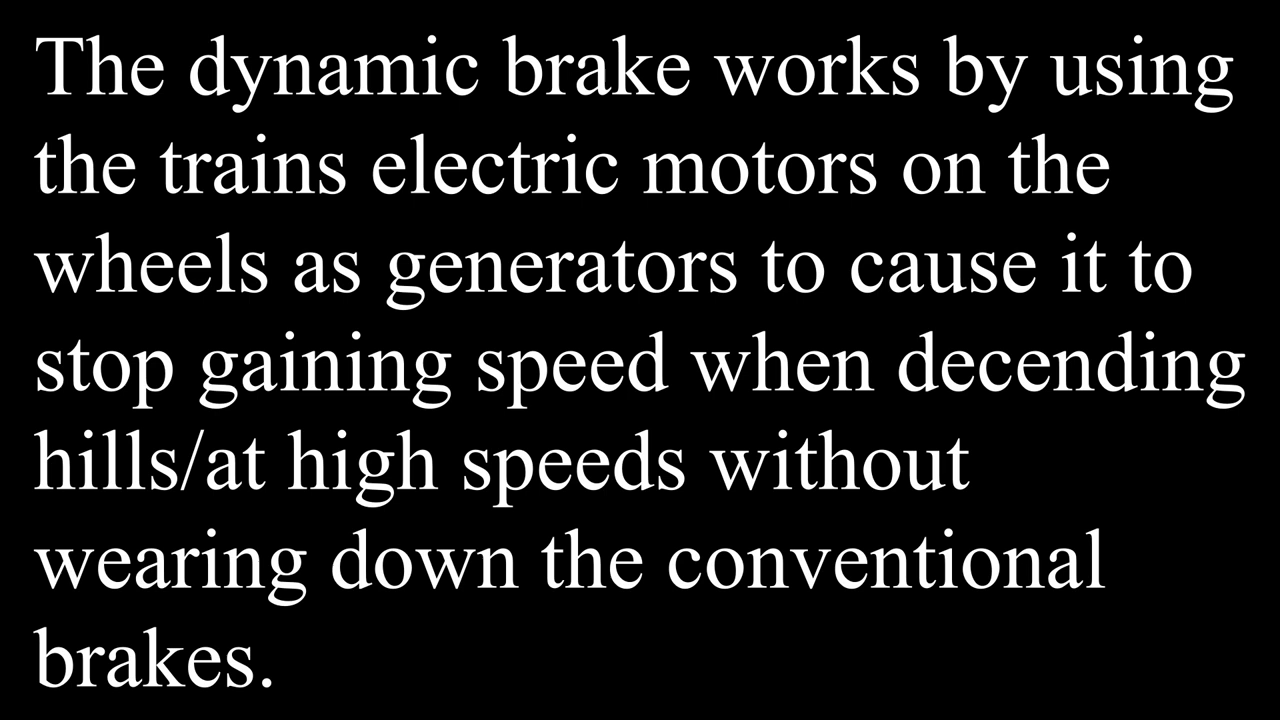 The dynamic brake works by using
the trains electric motors on the
wheels as generators to cause it to
stop gaining speed when decending
hills/at high speeds without
wearing down the conventional
brakes.